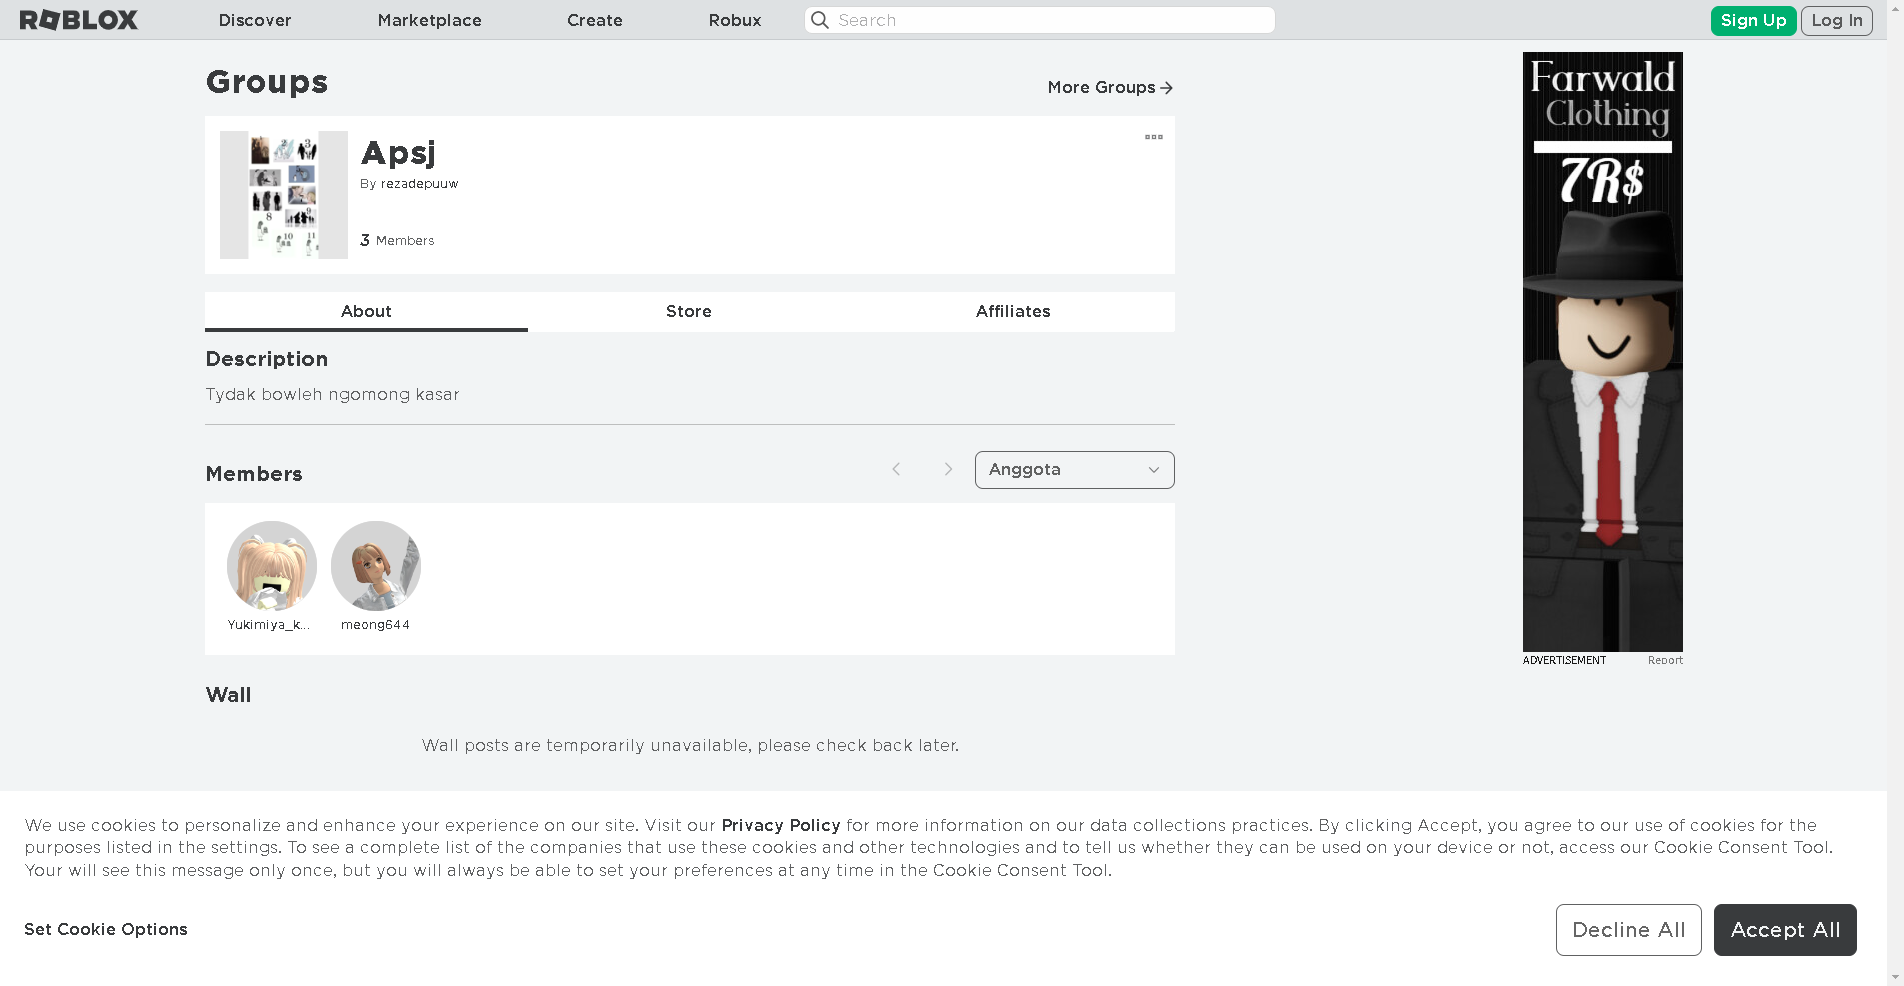 ROBLOX
Discover
Marketplace
Create
Robux
Search
Sign Up
Log In
Groups
More Groups
Apsj
By rezadepuuw
3 Members
2
3
8
9
10
11
About
Store
Affiliates
Description
Tydak bowleh ngomong kasar
Members
Anggota
Yukimiya_k...
meong644
Wall
Wall posts are temporarily unavailable, please check back later.
Farwald
Clothing
7R$
ADVERTISEMENT
Report
We use cookies to personalize and enhance your experience on our site. Visit our Privacy Policy for more information on our data collections practices. By clicking Accept, you agree to our use of cookies for the
purposes listed in the settings. To see a complete list of the companies that use these cookies and other technologies and to tell us whether they can be used on your device or not, access our Cookie Consent Tool.
Your will see this message only once, but you will always be able to set your preferences at any time in the Cookie Consent Tool.
Set Cookie Options
Decline All
Accept All